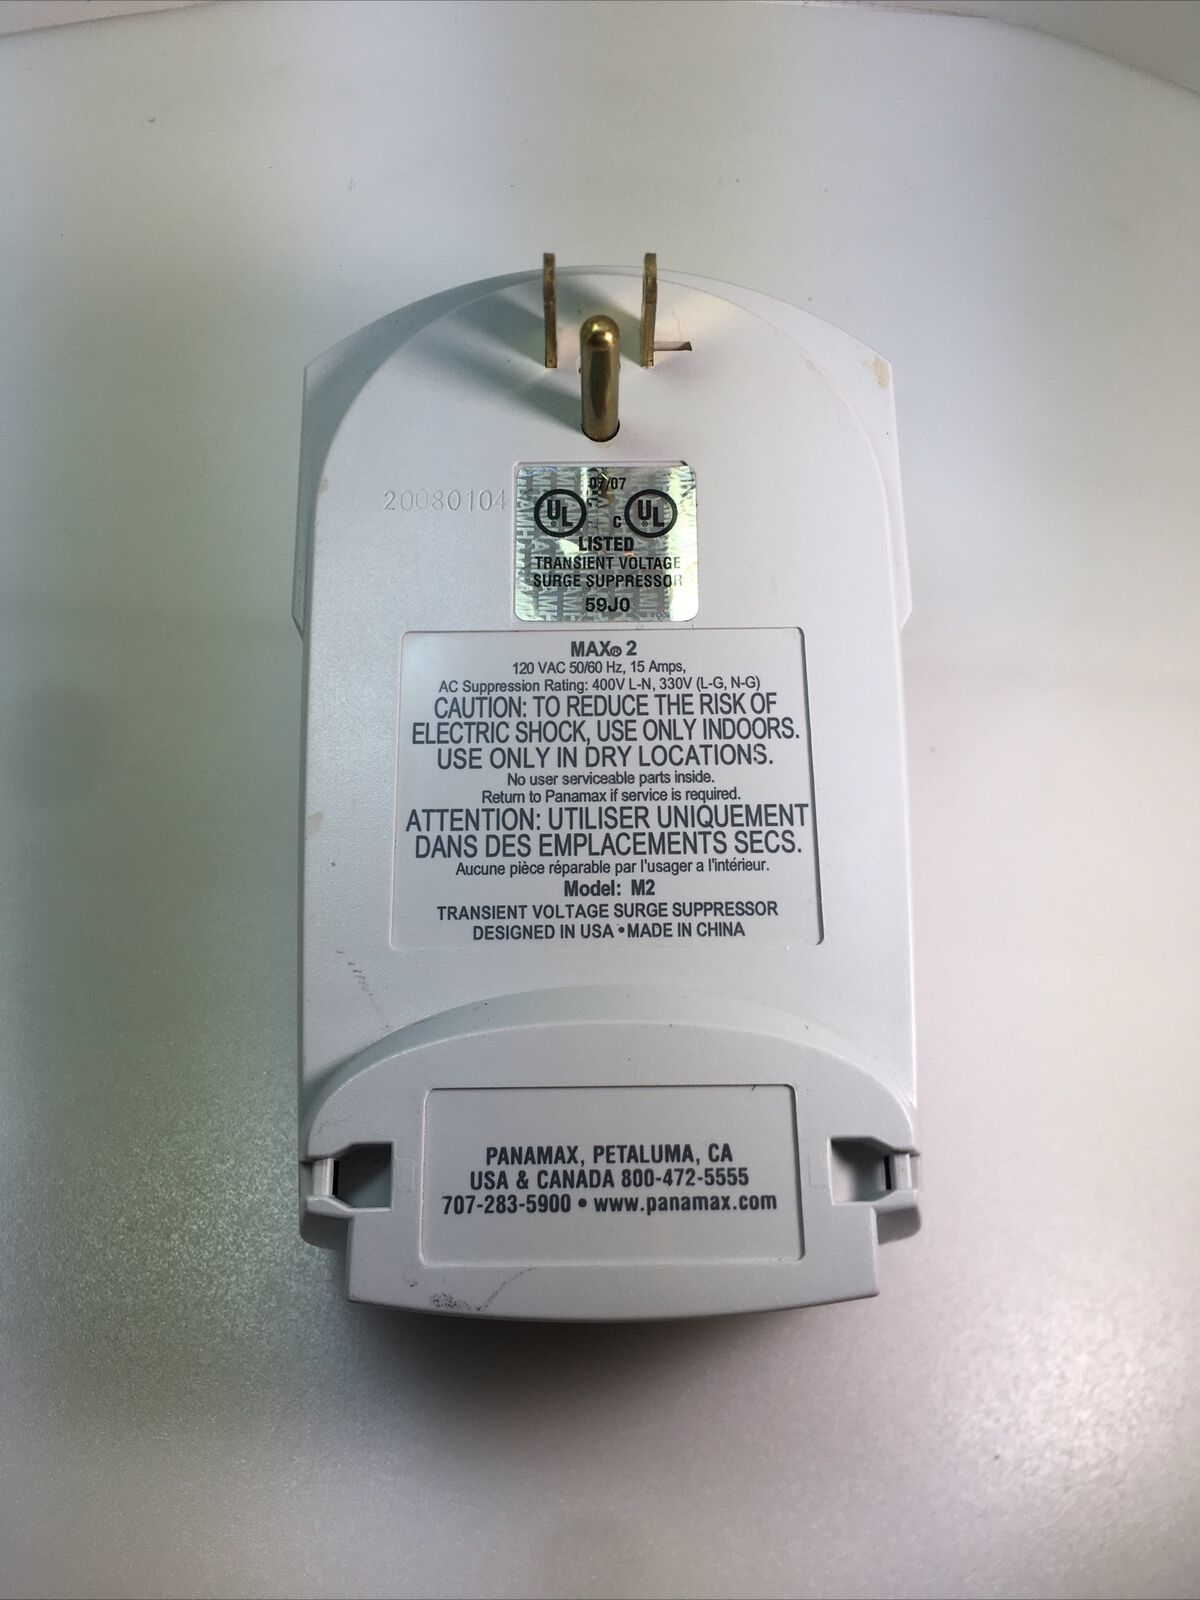 20080104
07/07
UL C UL
LISTED
TRANSIENT VOLTAGE
SURGE SUPPRESSOR
59J0
MAX® 2
120 VAC 50/60 Hz, 15 Amps,
AC Suppression Rating: 400V L-N, 330V (L-G, N-G)
CAUTION: TO REDUCE THE RISK OF
ELECTRIC SHOCK, USE ONLY INDOORS.
USE ONLY IN DRY LOCATIONS.
No user serviceable parts inside.
Return to Panamax if service is required.
ATTENTION: UTILISER UNIQUEMENT
DANS DES EMPLACEMENTS SECS.
Aucune pièce réparable par l'usager a l'intérieur.
Model: M2
TRANSIENT VOLTAGE SURGE SUPPRESSOR
DESIGNED IN USA • MADE IN CHINA
PANAMAX, PETALUMA, CA
USA & CANADA 800-472-5555
707-283-5900 • www.panamax.com